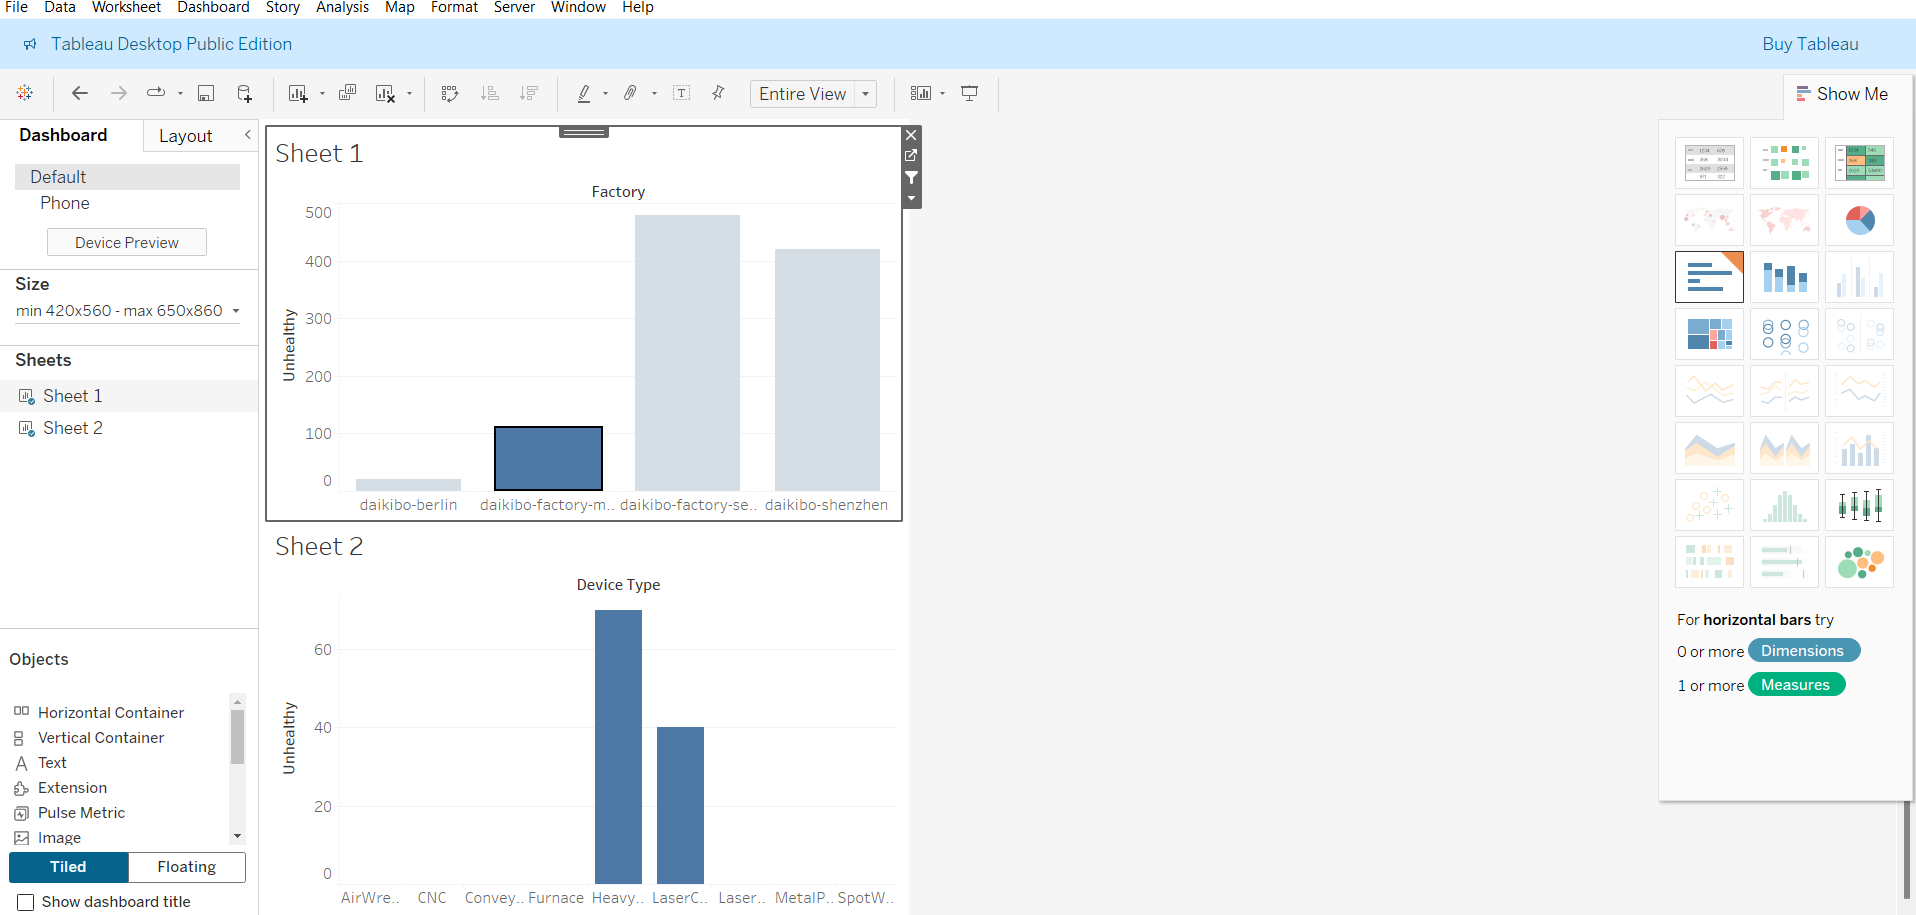 File Data Worksheet Dashboard Story Analysis Map Format Server Window Help
Tableau Desktop Public Edition
Buy Tableau
Entire View
Show Me
Dashboard
Layout
Default
Phone
Device Preview
Size
min 420x560 - max 650x860
Sheets
Sheet 1
Sheet 2
Objects
Horizontal Container
Vertical Container
Text
Extension
Pulse Metric
Image
Tiled
Floating
Show dashboard title
Sheet 1
Factory
500
400
300
200
100
0
Unhealthy
daikibo-berlin daikibo-factory-m.. daikibo-factory-se.. daikibo-shenzhen
Sheet 2
Device Type
60
40
20
0
Unhealthy
AirWre.. CNC Convey.. Furnace Heavy.. LaserC.. Laser.. MetalP.. SpotW..
For horizontal bars try
0 or more Dimensions
1 or more Measures